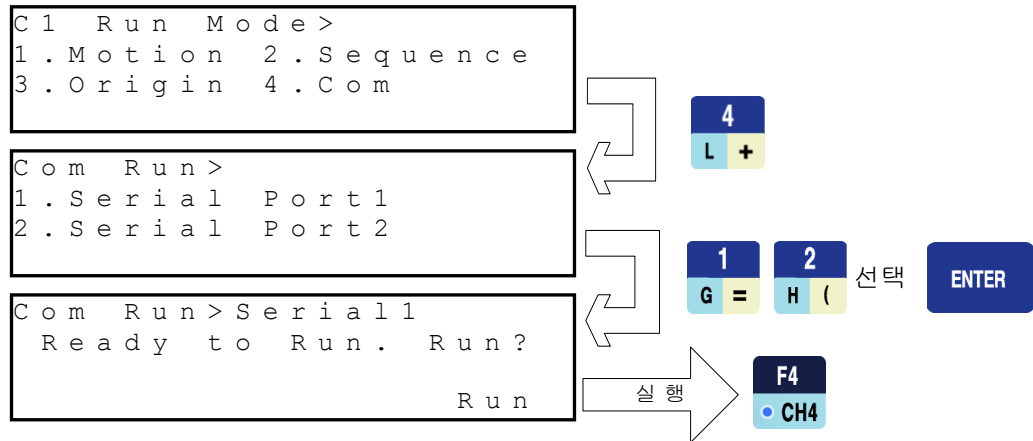 C1 Run Mode>
1.Motion 2.Sequence
3.Origin 4.Com
4
L +
Com Run>
1.Serial Port1
2.Serial Port2
1
G =
2
H (
선택
ENTER
Com Run>Serial1
Ready to Run. Run?
Run
실 행
F4
CH4